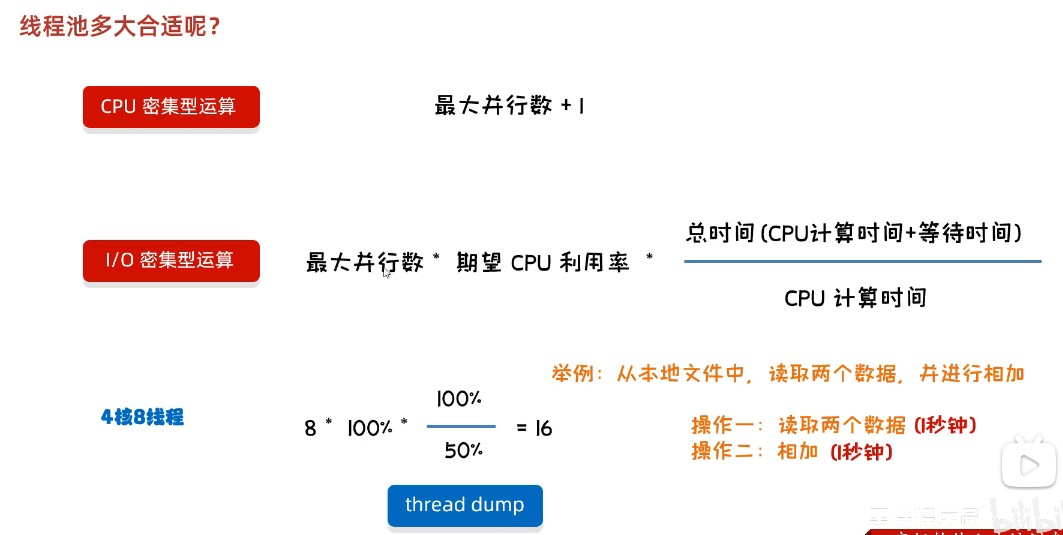 线程池多大合适呢?
CPU 密集型运算
最大并行数 + 1
I/O 密集型运算
最大并行数 * 期望 CPU 利用率 *
总时间(CPU计算时间+等待时间)
CPU 计算时间
举例: 从本地文件中, 读取两个数据, 并进行相加
4核8线程
8 * 100% *
100%
50%
= 16
操作一: 读取两个数据 (1秒钟)
操作二: 相加 (1秒钟)
thread dump